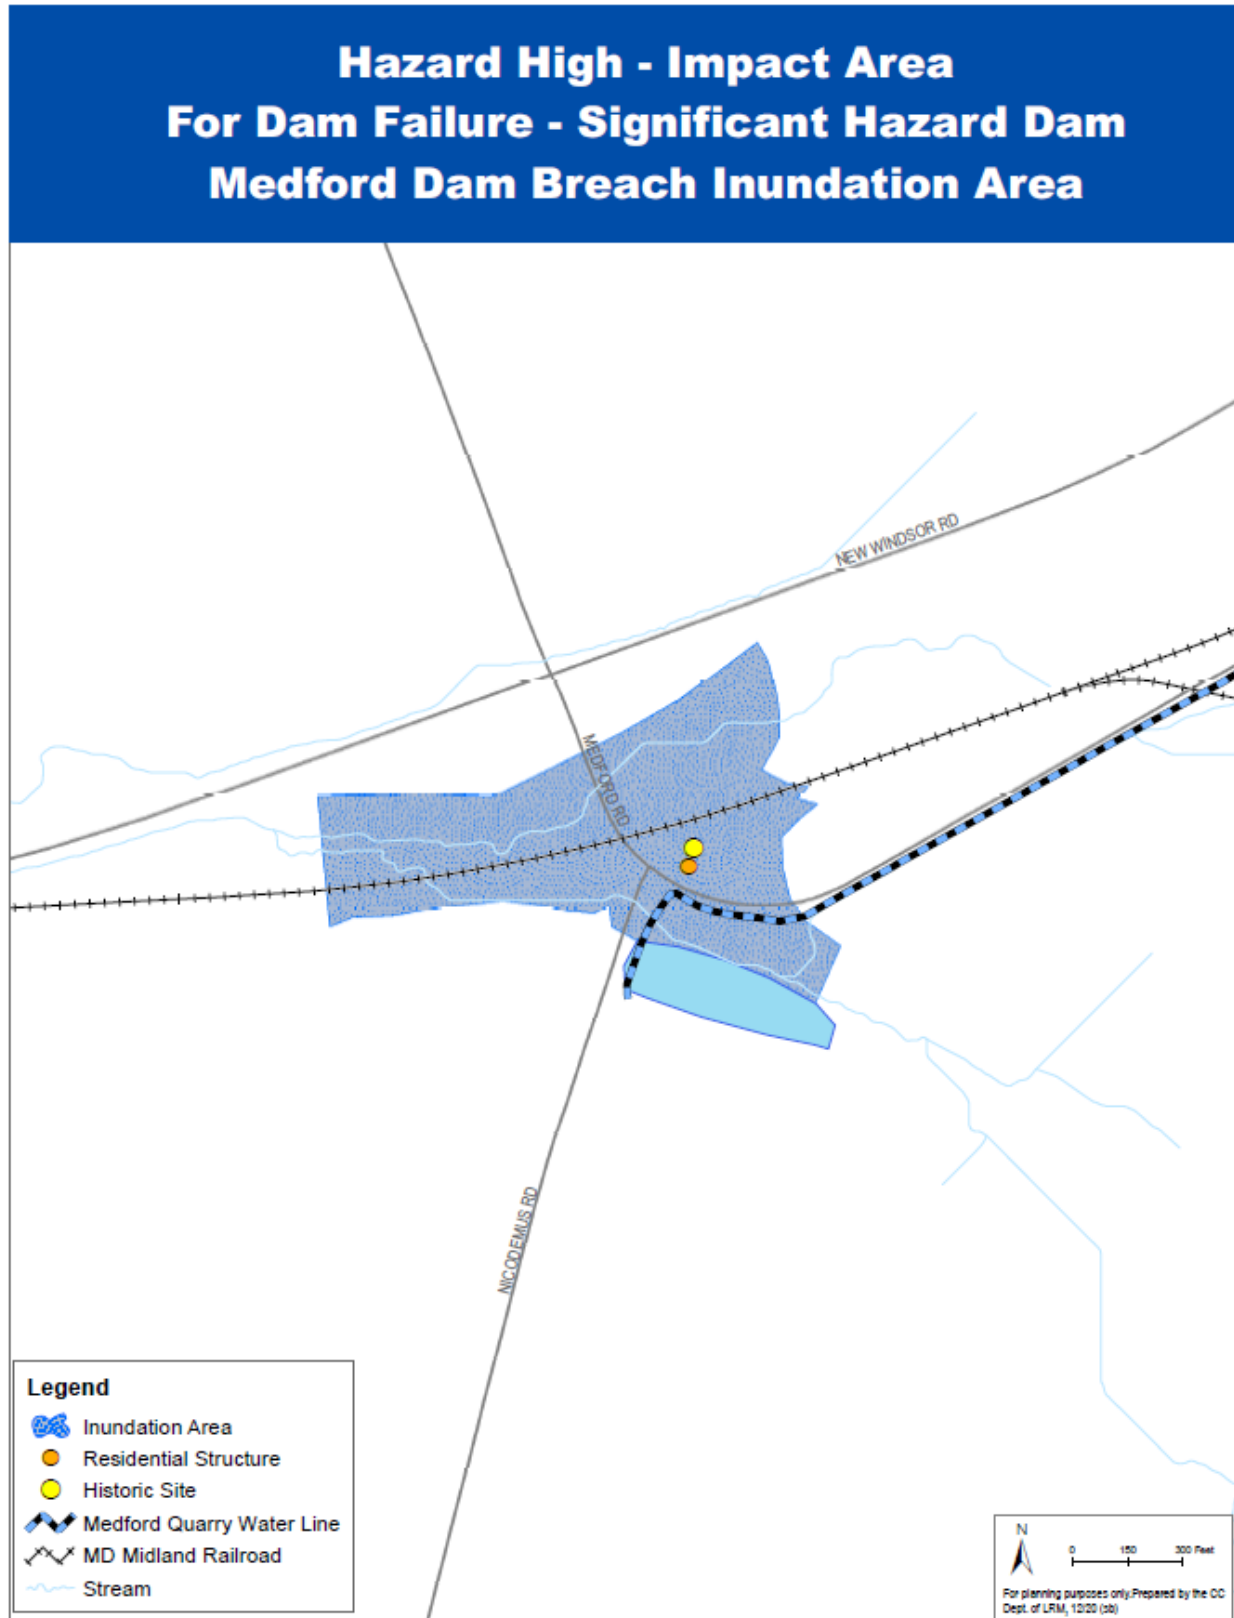 Hazard High - Impact Area
For Dam Failure - Significant Hazard Dam
Medford Dam Breach Inundation Area
NEW WINDSOR RD
MEDFORD RD
NICODEMUS RD
Legend
Inundation Area
Residential Structure
Historic Site
Medford Quarry Water Line
MD Midland Railroad
Stream
N
0 150 300 Feet
For planning purposes only.Prepared by the CC
Dept. of LRM, 12/20 (sb)